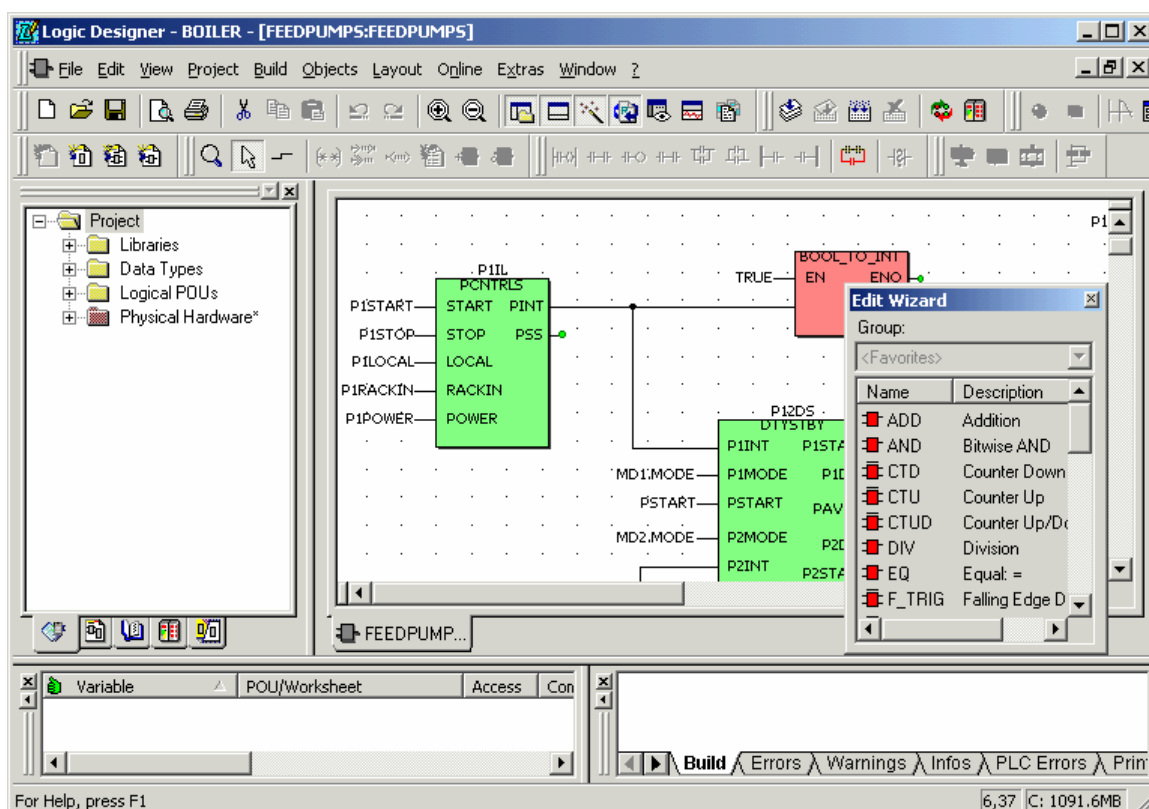 Logic Designer - BOILER - [FEEDPUMPS:FEEDPUMPS]
File Edit View Project Build Objects Layout Online Extras Window ?
Project
Libraries
Data Types
Logical POUs
Physical Hardware*
P1
BOOL_TO_INT
TRUE EN ENO
P1IL
PCNTRLS
P1START START PINT
P1STOP STOP PSS
P1LOCAL LOCAL
P1RACKIN RACKIN
P1POWER POWER
P12DS
DTYSTBY
P1INT P1STA
MD1.MODE P1MODE P1D
PSTART PSTART PAV
MD2.MODE P2MODE P2D
P2INT P2STA
Edit Wizard
Group:
<Favorites>
Name Description
ADD Addition
AND Bitwise AND
CTD Counter Down
CTU Counter Up
CTUD Counter Up/Do
DIV Division
EQ Equal: =
F_TRIG Falling Edge D
FEEDPUMP...
Variable POU/Worksheet Access Con
Build Errors Warnings Infos PLC Errors Prin
For Help, press F1
6,37 C: 1091.6MB